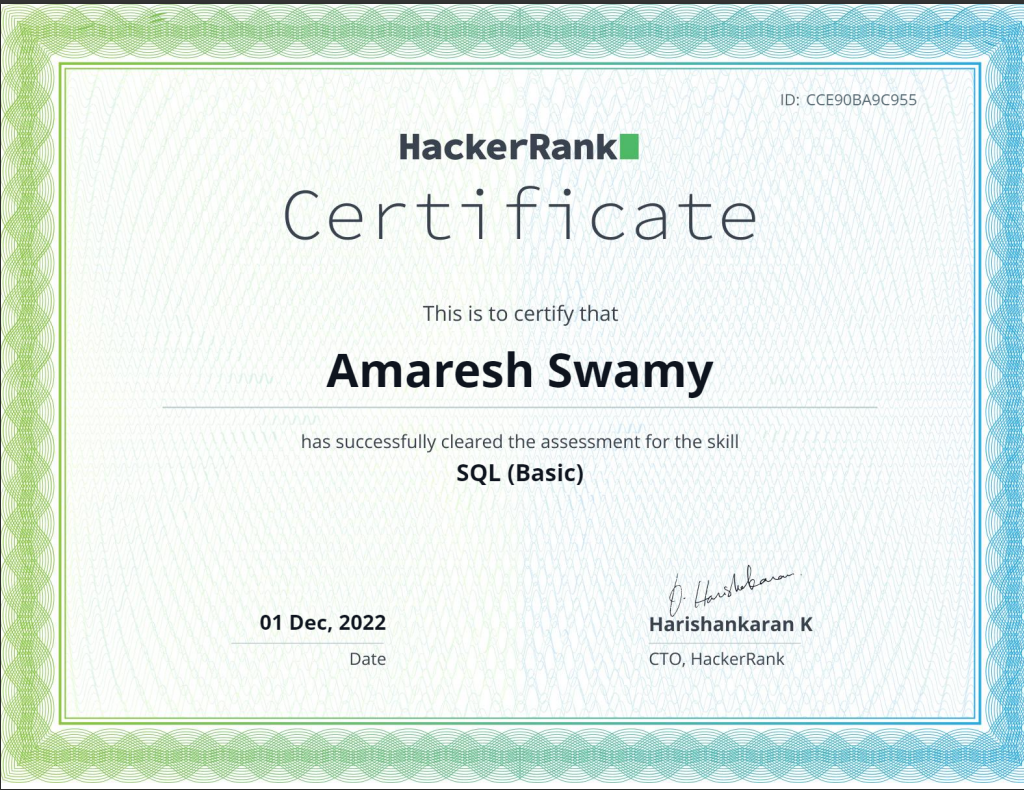 ID: CCE90BA9C955
HackerRank
Certificate
This is to certify that
Amaresh Swamy
has successfully cleared the assessment for the skill
SQL (Basic)
H. Harishankaran
01 Dec, 2022
Harishankaran K
Date
CTO, HackerRank